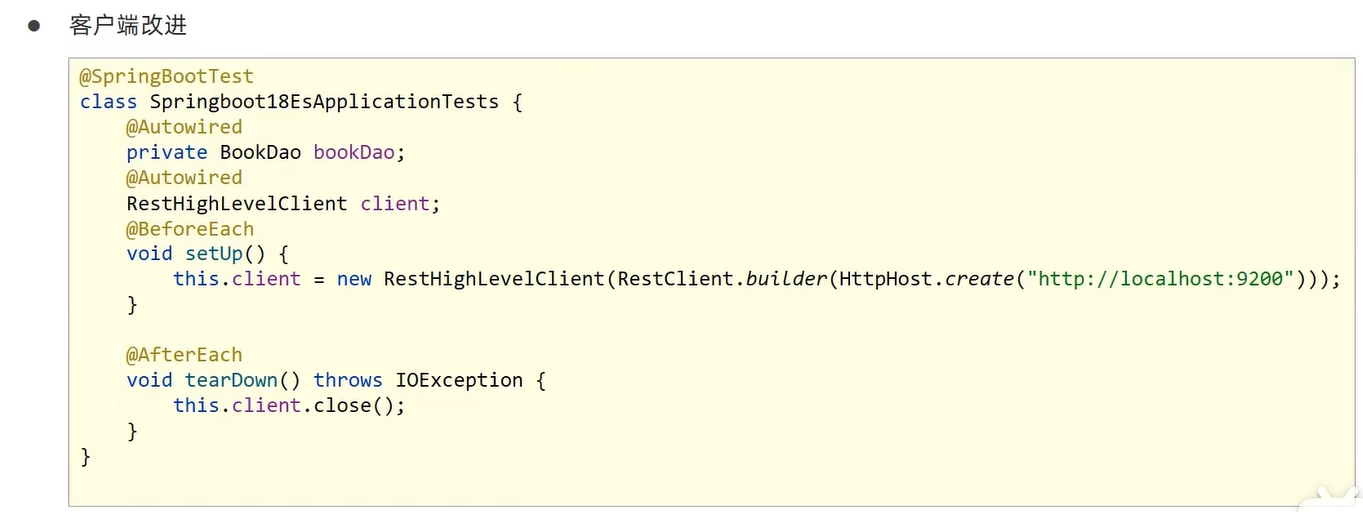 ● 客户端改进
@SpringBootTest
class Springboot18EsApplicationTests {
    @Autowired
    private BookDao bookDao;
    @Autowired
    RestHighLevelClient client;
    @BeforeEach
    void setUp() {
        this.client = new RestHighLevelClient(RestClient.builder(HttpHost.create("http://localhost:9200")));
    }

    @AfterEach
    void tearDown() throws IOException {
        this.client.close();
    }
}